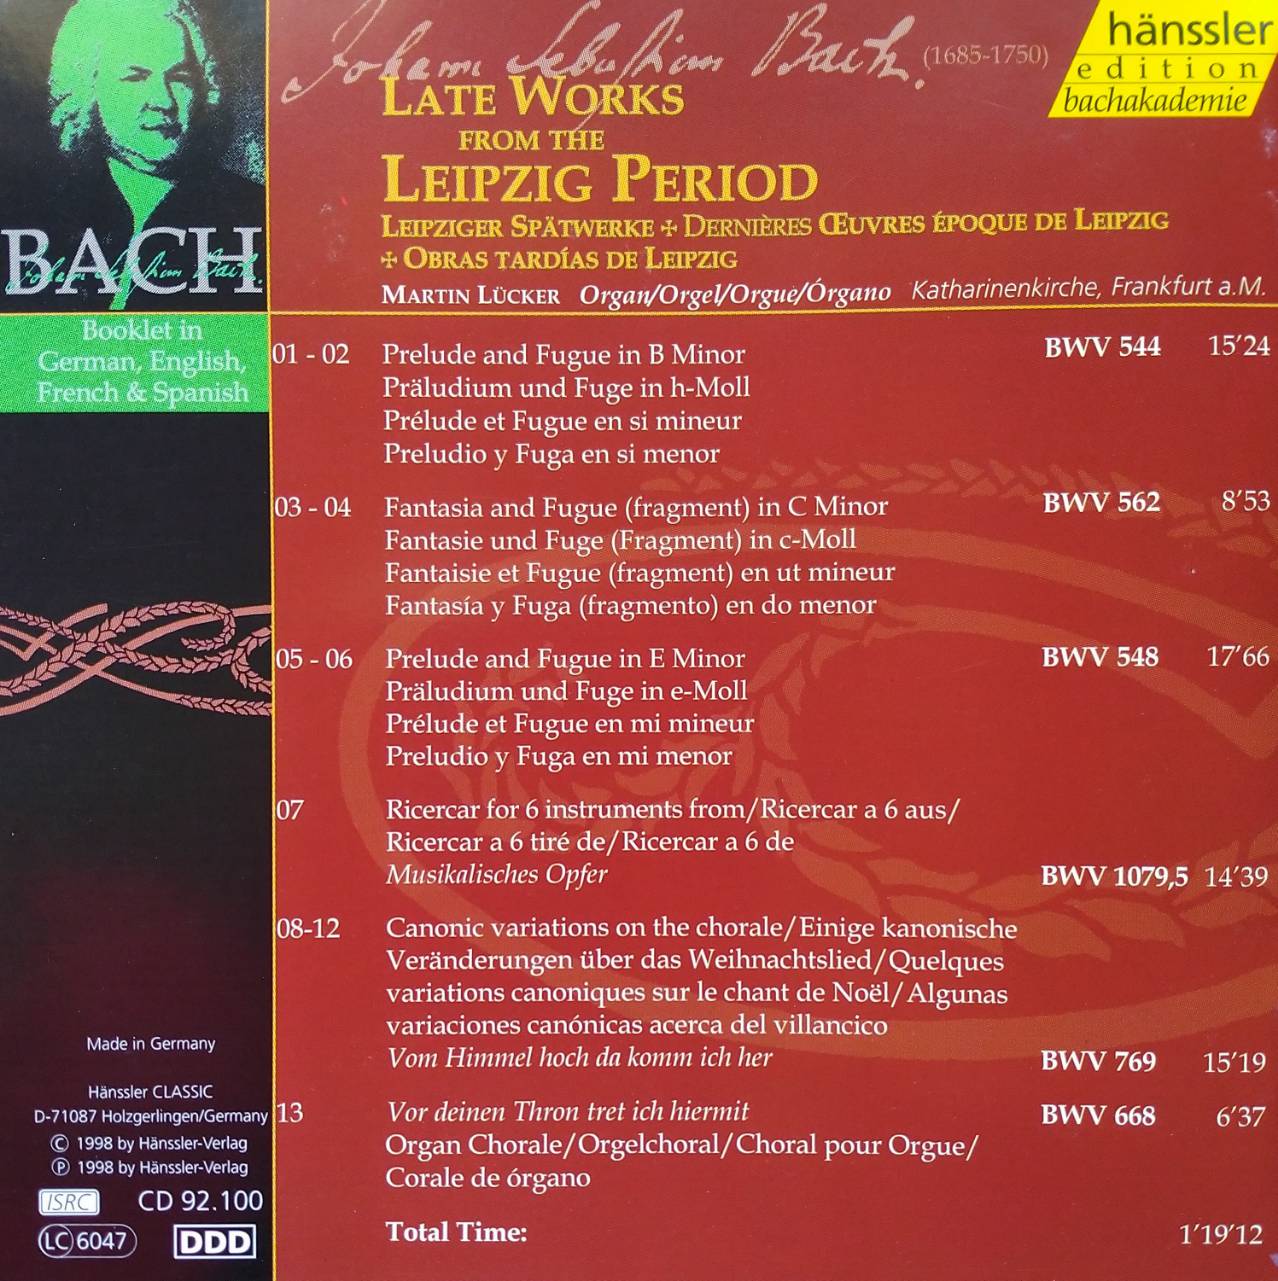 Johann Sebastian Bach. (1685-1750)
hänssler
edition
bachakademie
LATE WORKS
FROM THE
LEIPZIG PERIOD
LEIPZIGER SPÄTWERKE ✢ DERNIÈRES ŒUVRES ÉPOQUE DE LEIPZIG
✢ OBRAS TARDÍAS DE LEIPZIG
MARTIN LÜCKER Organ/Orgel/Orgue/Órgano Katharinenkirche, Frankfurt a.M.
BACH
Johann Sebastian Bach.
Booklet in
German, English,
French & Spanish
01 - 02 Prelude and Fugue in B Minor BWV 544 15'24
Präludium und Fuge in h-Moll
Prélude et Fugue en si mineur
Preludio y Fuga en si menor
03 - 04 Fantasia and Fugue (fragment) in C Minor BWV 562 8'53
Fantasie und Fuge (Fragment) in c-Moll
Fantaisie et Fugue (fragment) en ut mineur
Fantasía y Fuga (fragmento) en do menor
05 - 06 Prelude and Fugue in E Minor BWV 548 17'66
Präludium und Fuge in e-Moll
Prélude et Fugue en mi mineur
Preludio y Fuga en mi menor
07 Ricercar for 6 instruments from/Ricercar a 6 aus/
Ricercar a 6 tiré de/Ricercar a 6 de
Musikalisches Opfer BWV 1079,5 14'39
08-12 Canonic variations on the chorale/Einige kanonische
Veränderungen über das Weihnachtslied/Quelques
variations canoniques sur le chant de Noël/Algunas
variaciones canónicas acerca del villancico
Vom Himmel hoch da komm ich her BWV 769 15'19
13 Vor deinen Thron tret ich hiermit BWV 668 6'37
Organ Chorale/Orgelchoral/Choral pour Orgue/
Corale de órgano
Total Time: 1'19'12
Made in Germany
Hänssler CLASSIC
D-71087 Holzgerlingen/Germany
© 1998 by Hänssler-Verlag
℗ 1998 by Hänssler-Verlag
ISRC CD 92.100
LC 6047 DDD